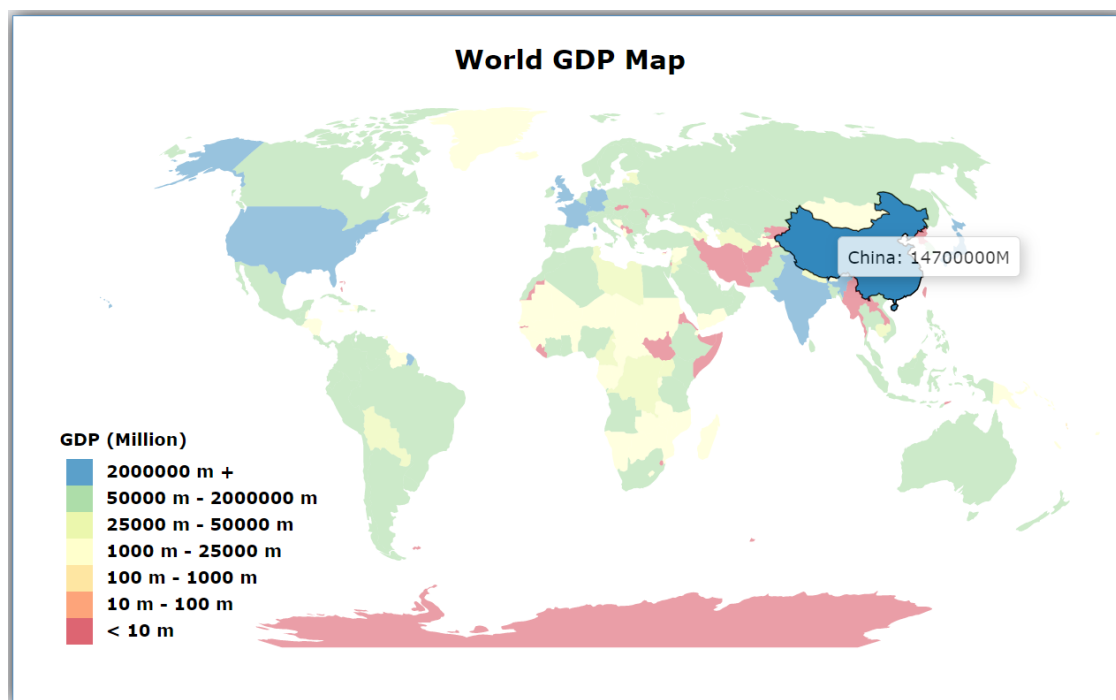 World GDP Map
China: 14700000M
GDP (Million)
2000000 m +
50000 m - 2000000 m
25000 m - 50000 m
1000 m - 25000 m
100 m - 1000 m
10 m - 100 m
< 10 m